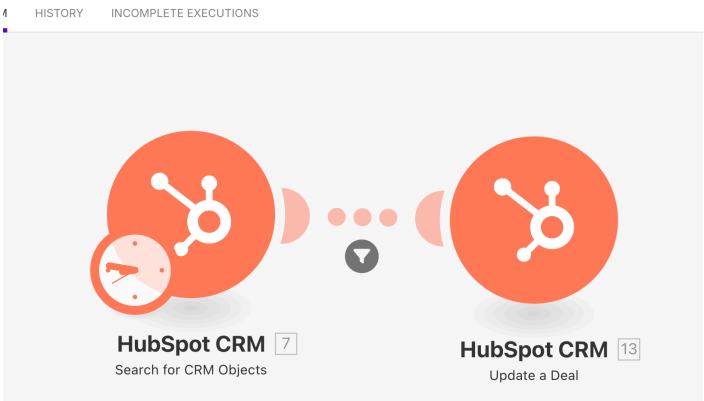 HISTORY INCOMPLETE EXECUTIONS
HubSpot CRM 7
Search for CRM Objects
HubSpot CRM 13
Update a Deal